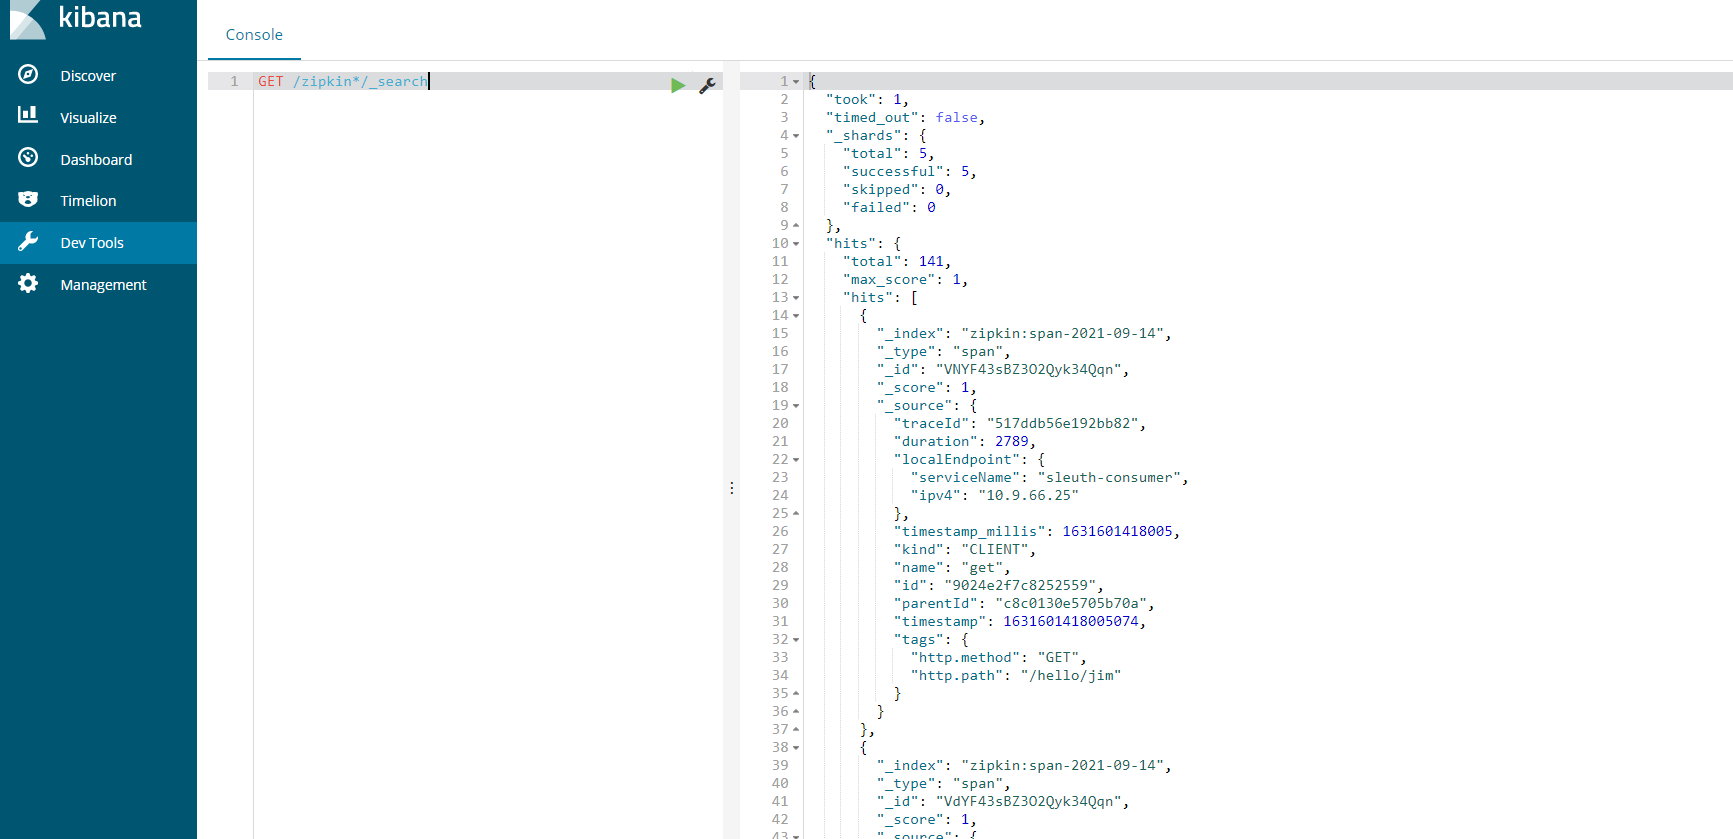 kibana
Discover
Visualize
Dashboard
Timelion
Dev Tools
Management
Console
1 GET /zipkin*/_search
1 {
2 "took": 1,
3 "timed_out": false,
4 "_shards": {
5 "total": 5,
6 "successful": 5,
7 "skipped": 0,
8 "failed": 0
9 },
10 "hits": {
11 "total": 141,
12 "max_score": 1,
13 "hits": [
14 {
15 "_index": "zipkin:span-2021-09-14",
16 "_type": "span",
17 "_id": "VNYF43sBZ3O2Qyk34Qqn",
18 "_score": 1,
19 "_source": {
20 "traceId": "517ddb56e192bb82",
21 "duration": 2789,
22 "localEndpoint": {
23 "serviceName": "sleuth-consumer",
24 "ipv4": "10.9.66.25"
25 },
26 "timestamp_millis": 1631601418005,
27 "kind": "CLIENT",
28 "name": "get",
29 "id": "9024e2f7c8252559",
30 "parentId": "c8c0130e5705b70a",
31 "timestamp": 1631601418005074,
32 "tags": {
33 "http.method": "GET",
34 "http.path": "/hello/jim"
35 }
36 }
37 },
38 {
39 "_index": "zipkin:span-2021-09-14",
40 "_type": "span",
41 "_id": "VdYF43sBZ3O2Qyk34Qqn",
42 "_score": 1,
43 "_source": {